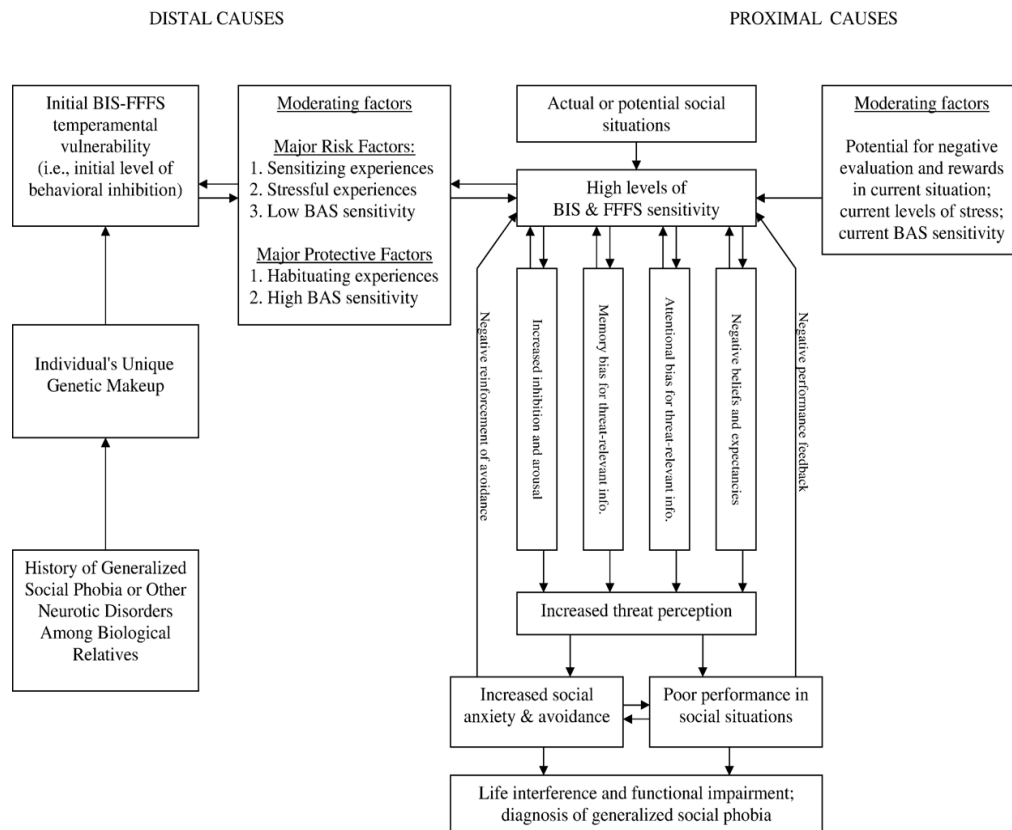 DISTAL CAUSES
PROXIMAL CAUSES
Initial BIS-FFFS
temperamental
vulnerability
(i.e., initial level of
behavioral inhibition)
Moderating factors
Major Risk Factors:
1. Sensitizing experiences
2. Stressful experiences
3. Low BAS sensitivity
Major Protective Factors
1. Habituating experiences
2. High BAS sensitivity
Actual or potential social
situations
High levels of
BIS & FFFS sensitivity
Moderating factors
Potential for negative
evaluation and rewards
in current situation;
current levels of stress;
current BAS sensitivity
Individual's Unique
Genetic Makeup
History of Generalized
Social Phobia or Other
Neurotic Disorders
Among Biological
Relatives
Negative reinforcement of
avoidance
Increased inhibition
and arousal
Memory bias for
threat-relevant info.
Attentional bias for
threat-relevant info.
Negative beliefs and
expectancies
Negative performance
feedback
Increased threat perception
Increased social
anxiety & avoidance
Poor performance in
social situations
Life interference and functional impairment;
diagnosis of generalized social phobia